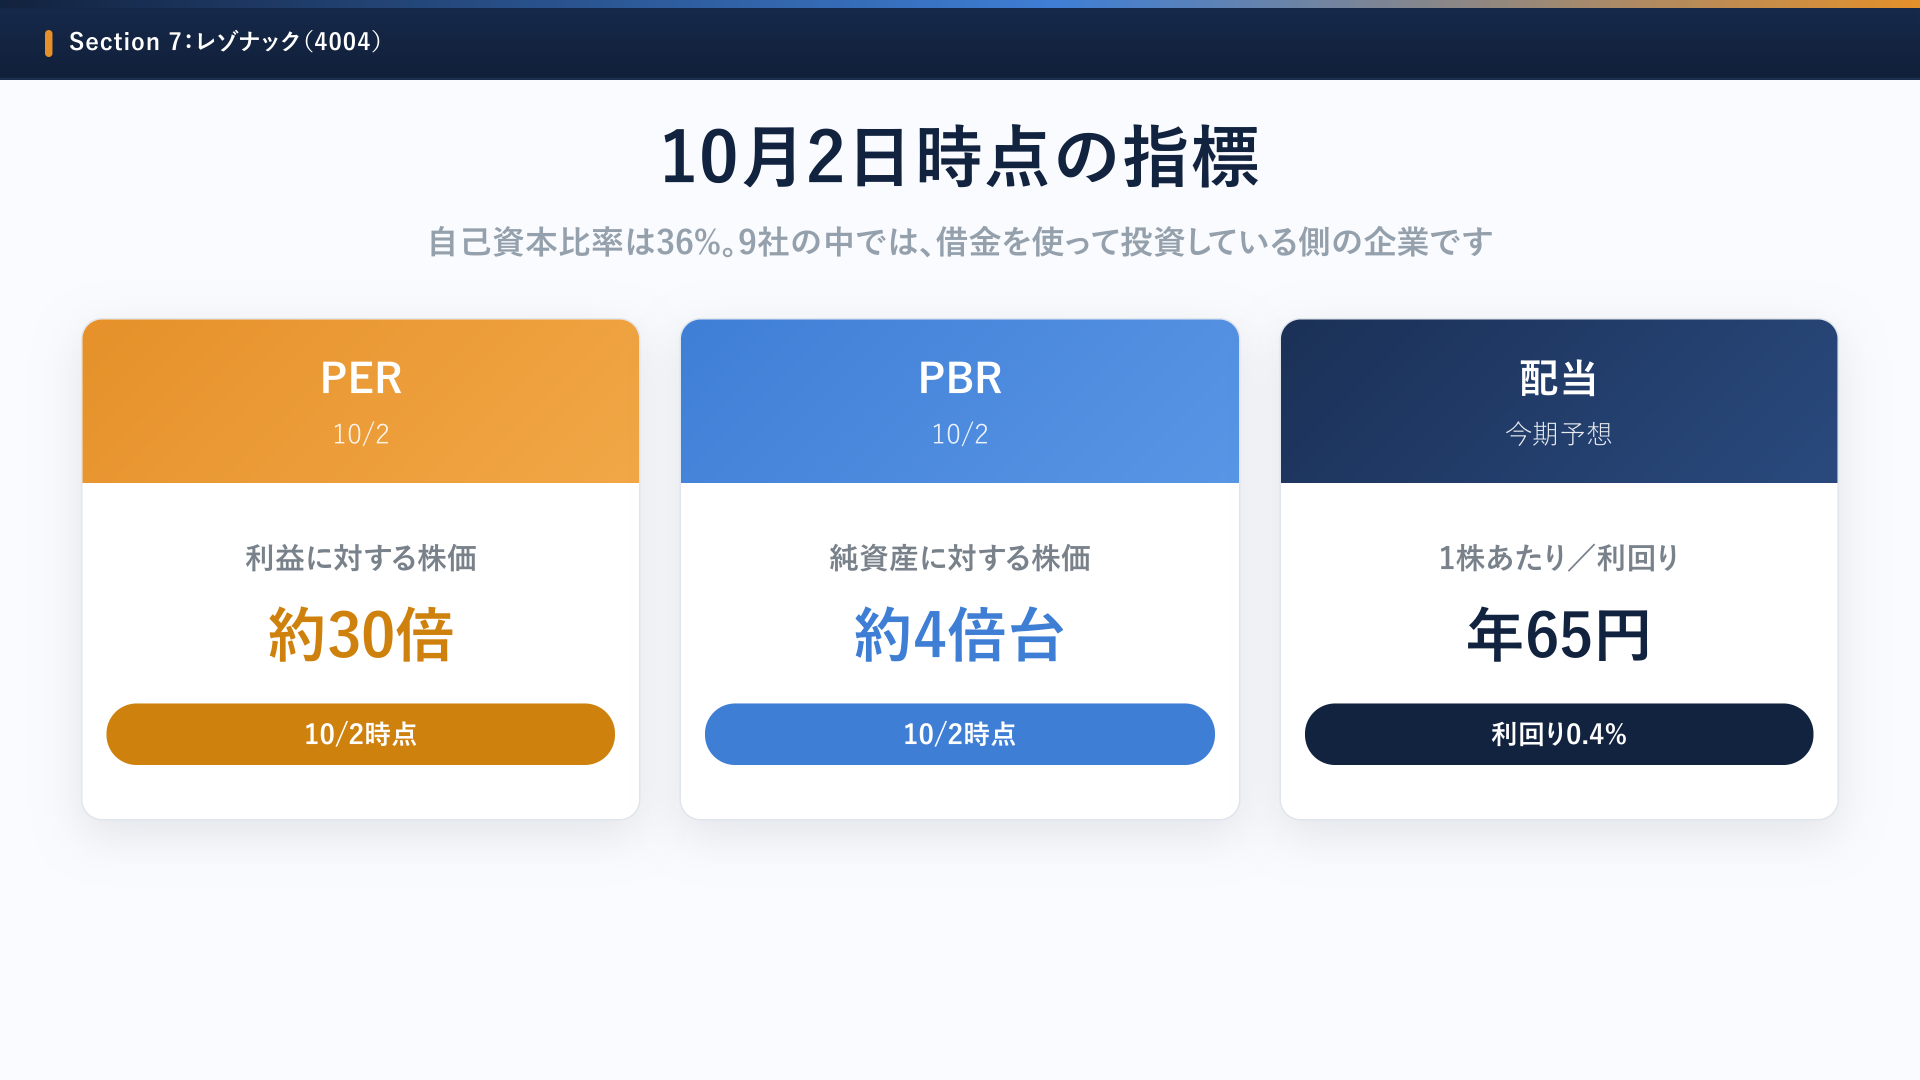 Section 7：レゾナック（4004）
10月2日時点の指標
自己資本比率は36%。9社の中では、借金を使って投資している側の企業です
PER
10/2
利益に対する株価
約30倍
10/2時点
PBR
10/2
純資産に対する株価
約4倍台
10/2時点
配当
今期予想
1株あたり／利回り
年65円
利回り0.4%